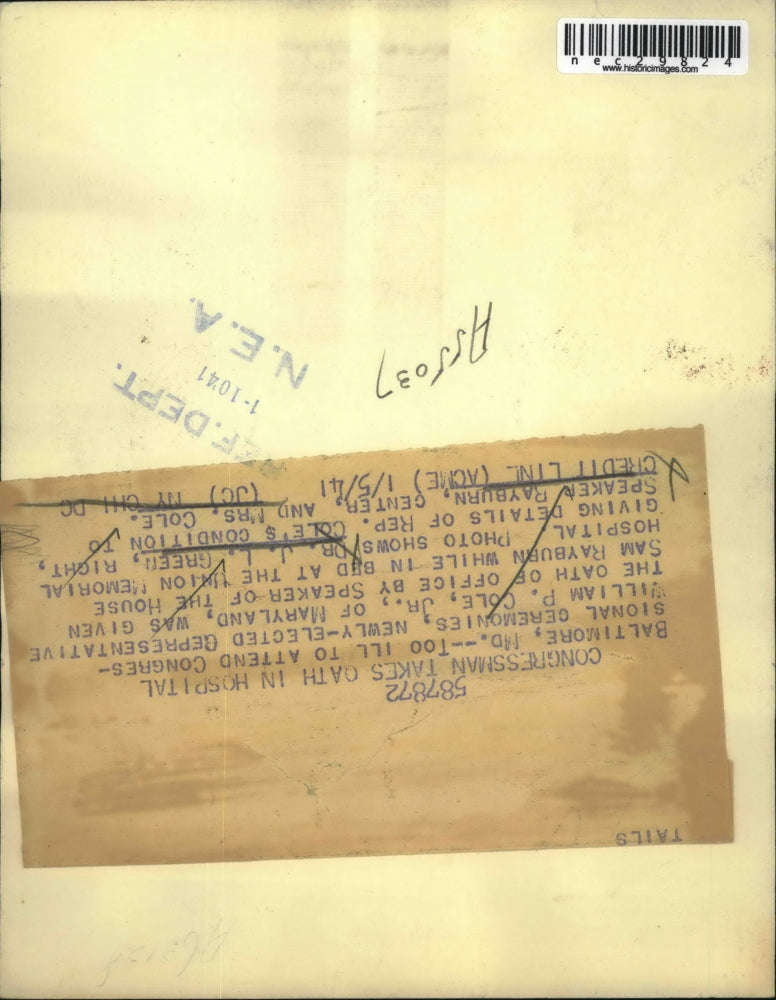 nec29824
www.historicimages.com
TAILS
587872
CONGRESSMAN TAKES OATH IN HOSPITAL
BALTIMORE, MD.--TOO ILL TO ATTEND CONGRES-
SIONAL CEREMONIES, NEWLY-ELECTED REPRESENTATIVE
WILLIAM P. COLE, JR., OF MARYLAND, WAS GIVEN
THE OATH OF OFFICE BY SPEAKER OF THE HOUSE
SAM RAYBURN WHILE IN BED AT THE UNION MEMORIAL
HOSPITAL. PHOTO SHOWS DR. J. L. GREEN, RIGHT,
GIVING DETAILS OF REP. COLE'S CONDITION TO
SPEAKER RAYBURN, CENTER, AND MRS. COLE.
CREDIT LINE (ACME) 1/5/41 (JC) NY CHI DC
REF.DEPT.
1-1041
N.E.A.
A55037